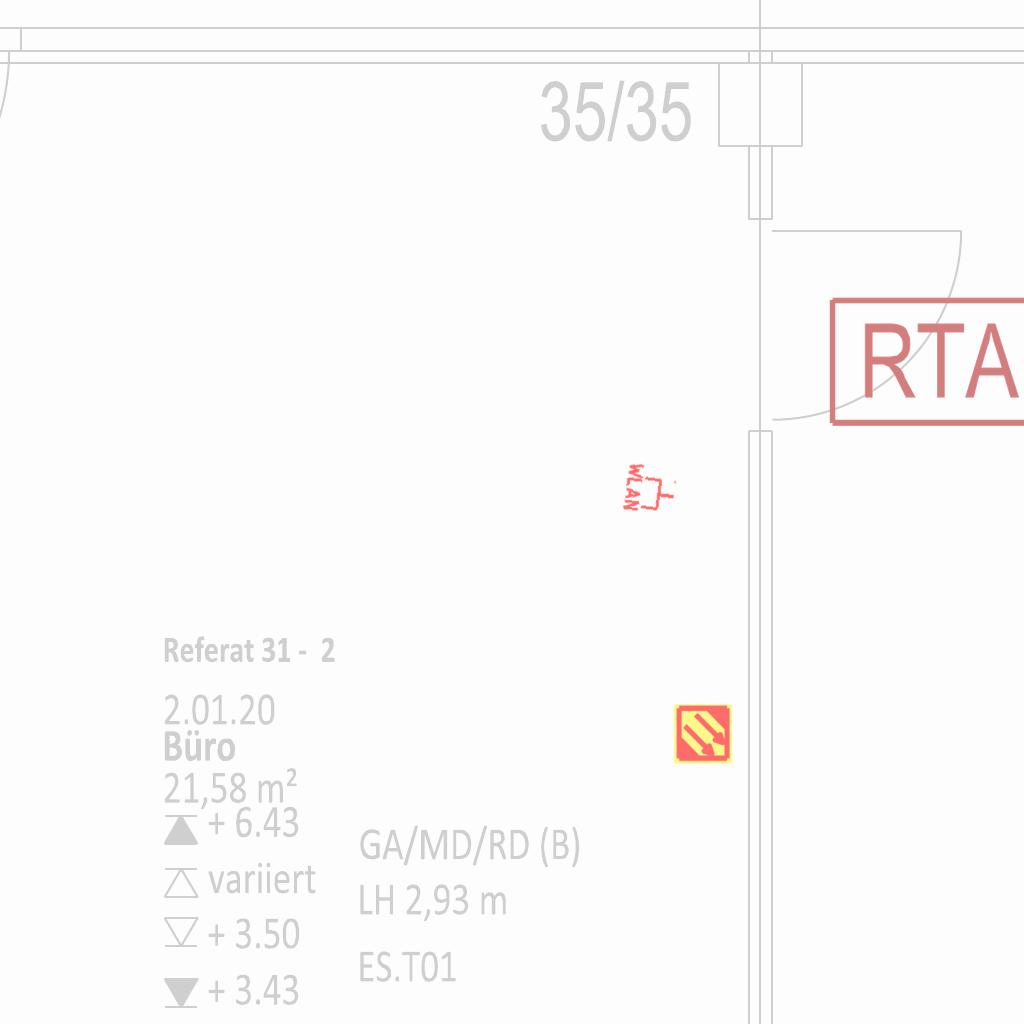 35/35
RTA
WLAN
Referat 31 - 2
2.01.20
Büro
21,58 m²
+ 6.43
variiert
+ 3.50
+ 3.43
GA/MD/RD (B)
LH 2,93 m
ES.T01